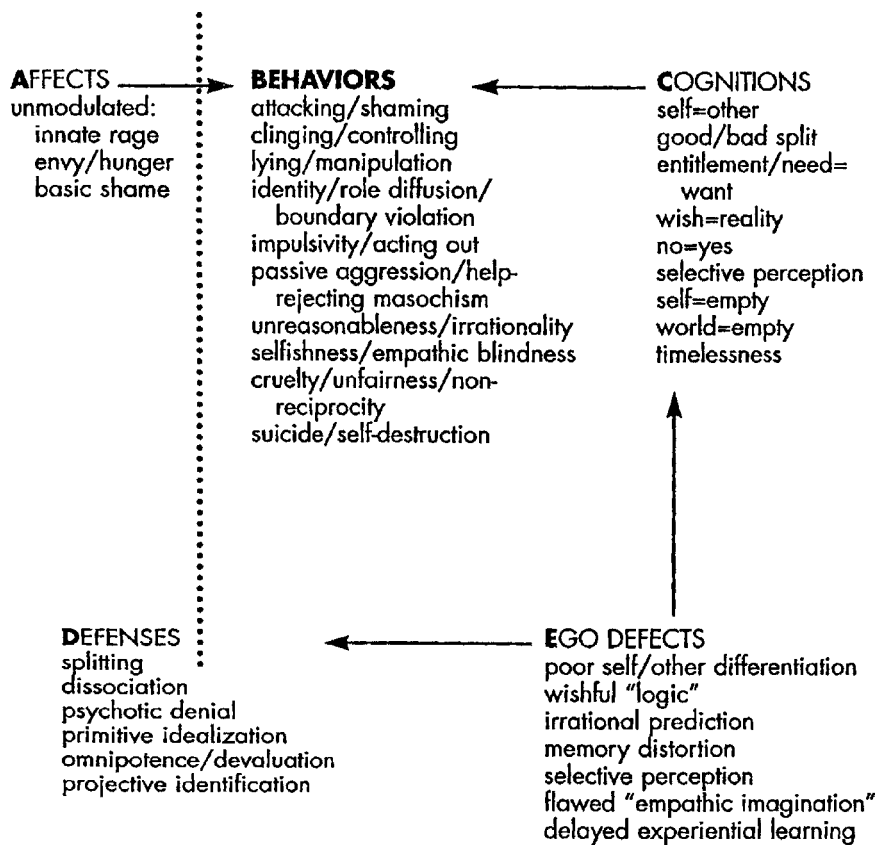 AFFECTS
unmodulated:
innate rage
envy/hunger
basic shame
BEHAVIORS
attacking/shaming
clinging/controlling
lying/manipulation
identity/role diffusion/
boundary violation
impulsivity/acting out
passive aggression/help-
rejecting masochism
unreasonableness/irrationality
selfishness/empathic blindness
cruelty/unfairness/non-
reciprocity
suicide/self-destruction
COGNITIONS
self=other
good/bad split
entitlement/need=
want
wish=reality
no=yes
selective perception
self=empty
world=empty
timelessness
DEFENSES
splitting
dissociation
psychotic denial
primitive idealization
omnipotence/devaluation
projective identification
EGO DEFECTS
poor self/other differentiation
wishful "logic"
irrational prediction
memory distortion
selective perception
flawed "empathic imagination"
delayed experiential learning